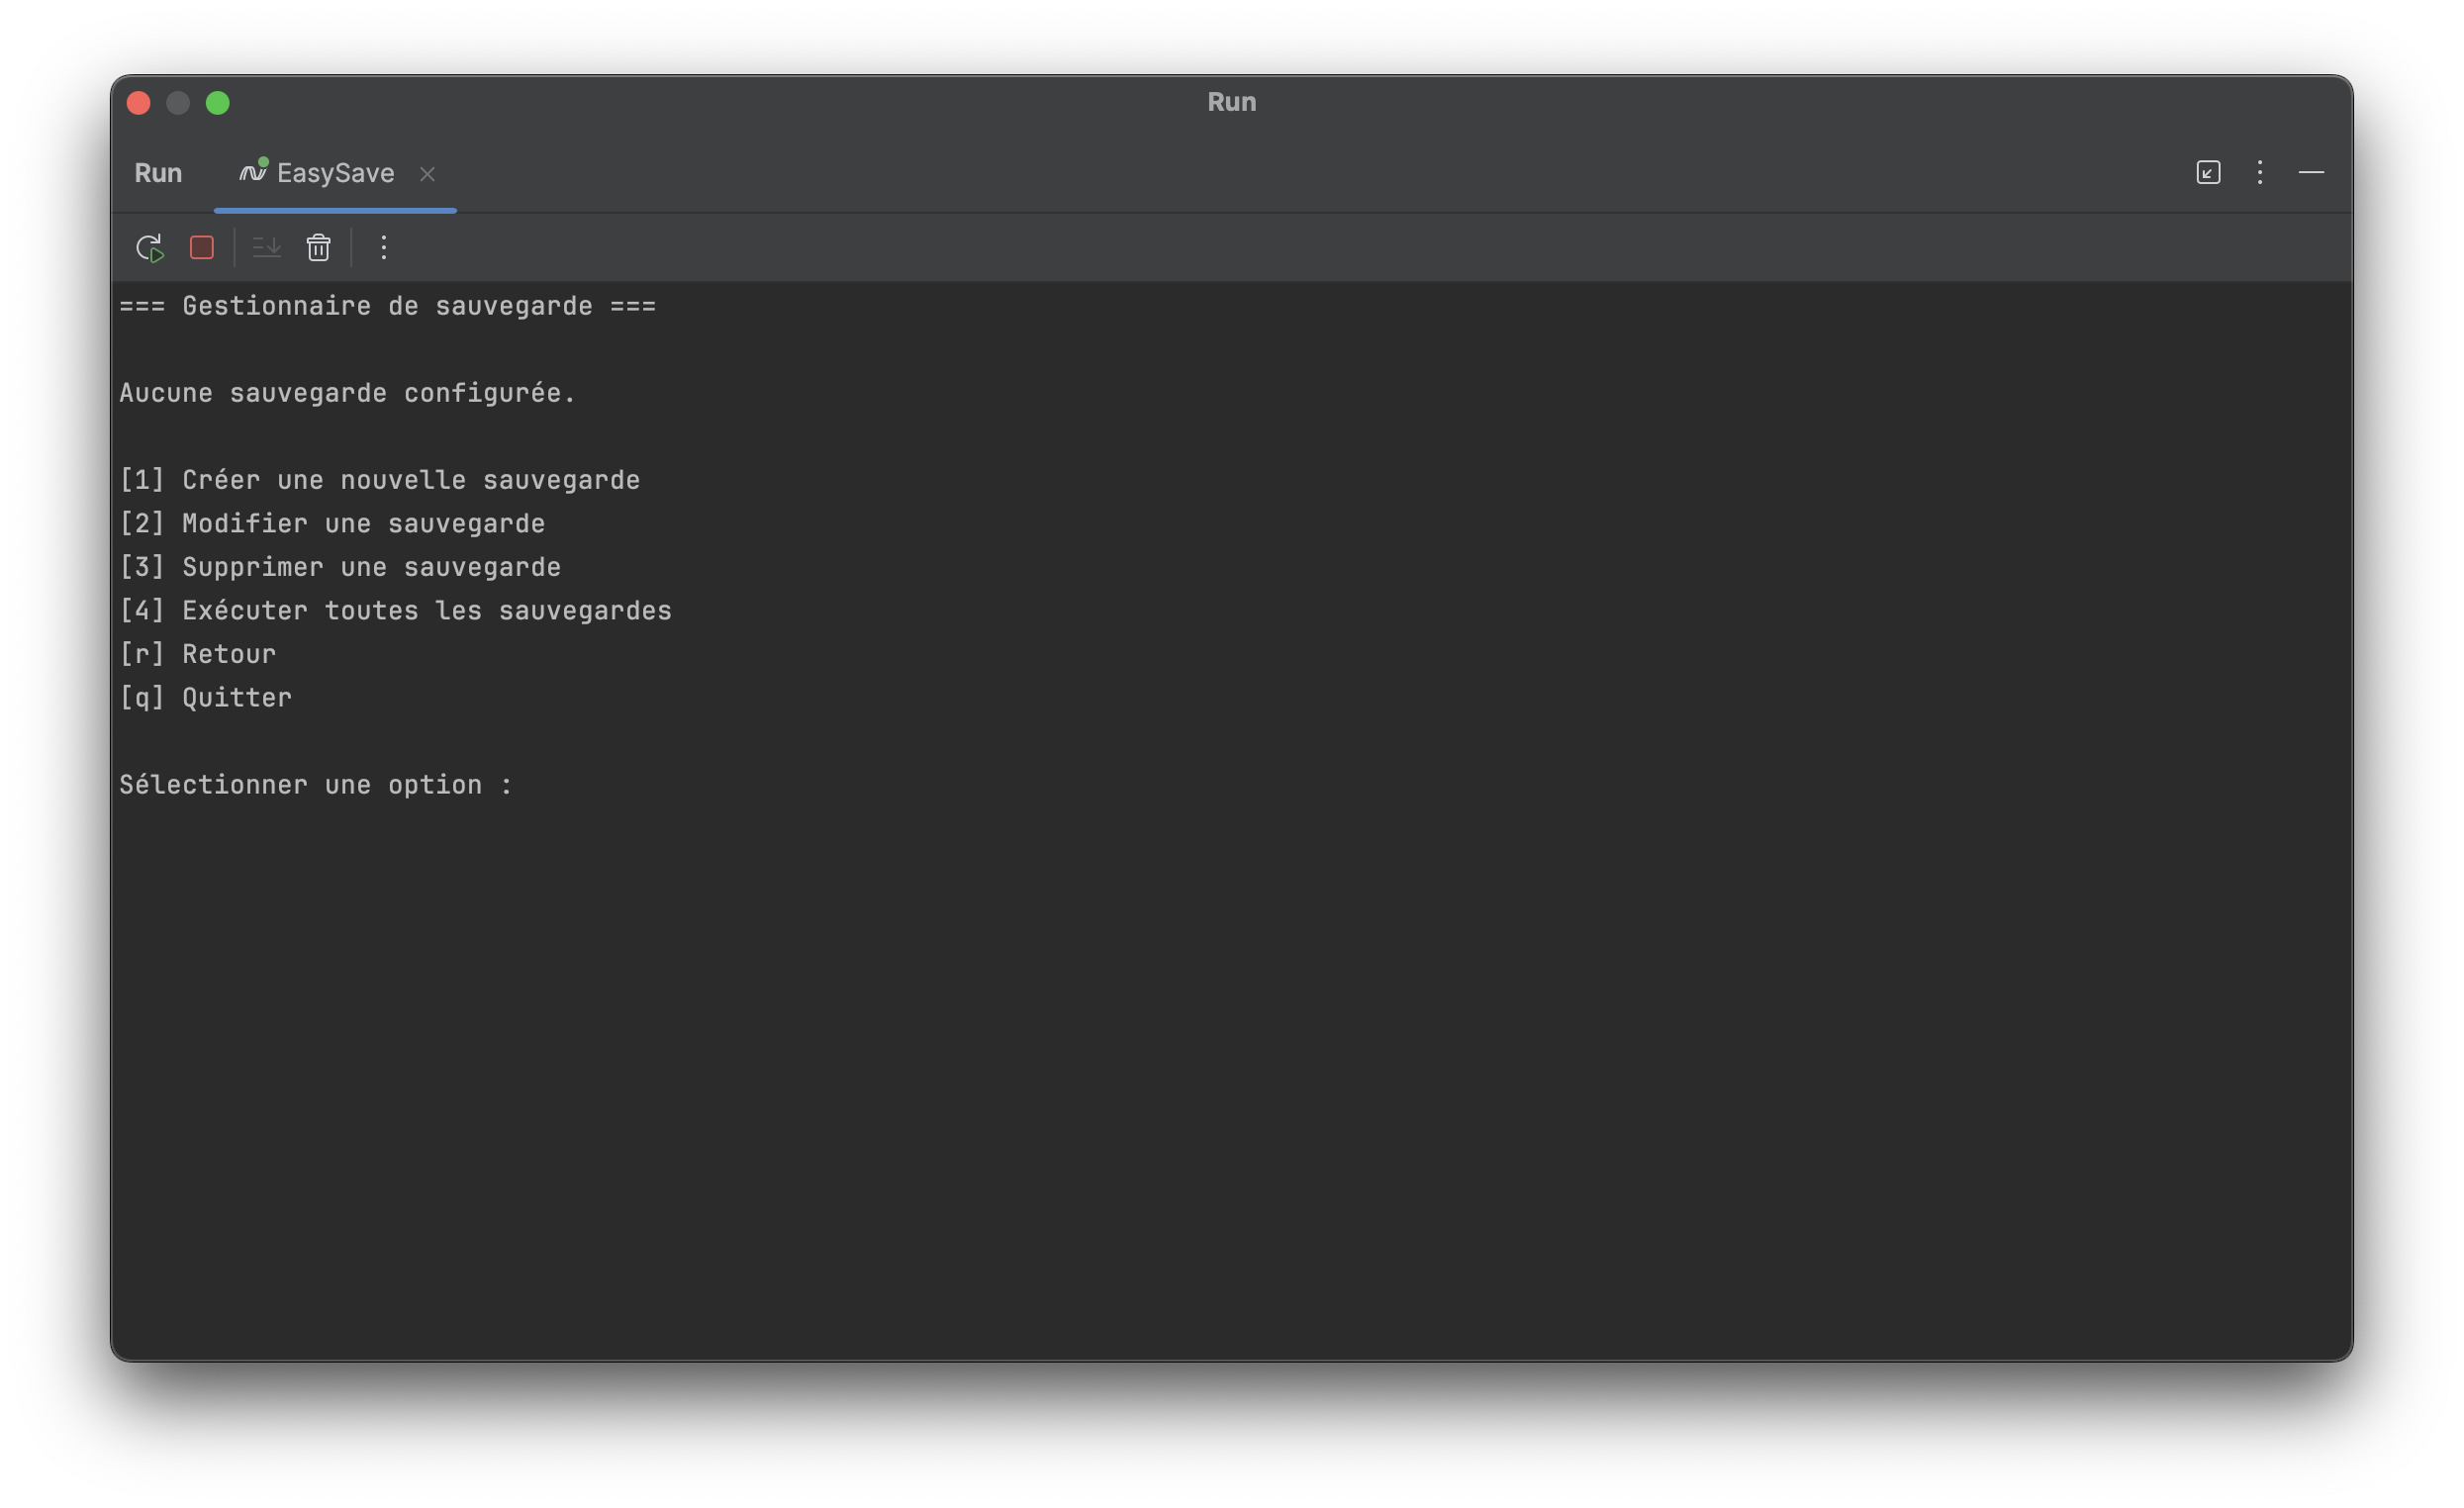 Run
Run EasySave
=== Gestionnaire de sauvegarde ===
Aucune sauvegarde configurée.
[1] Créer une nouvelle sauvegarde
[2] Modifier une sauvegarde
[3] Supprimer une sauvegarde
[4] Exécuter toutes les sauvegardes
[r] Retour
[q] Quitter
Sélectionner une option :